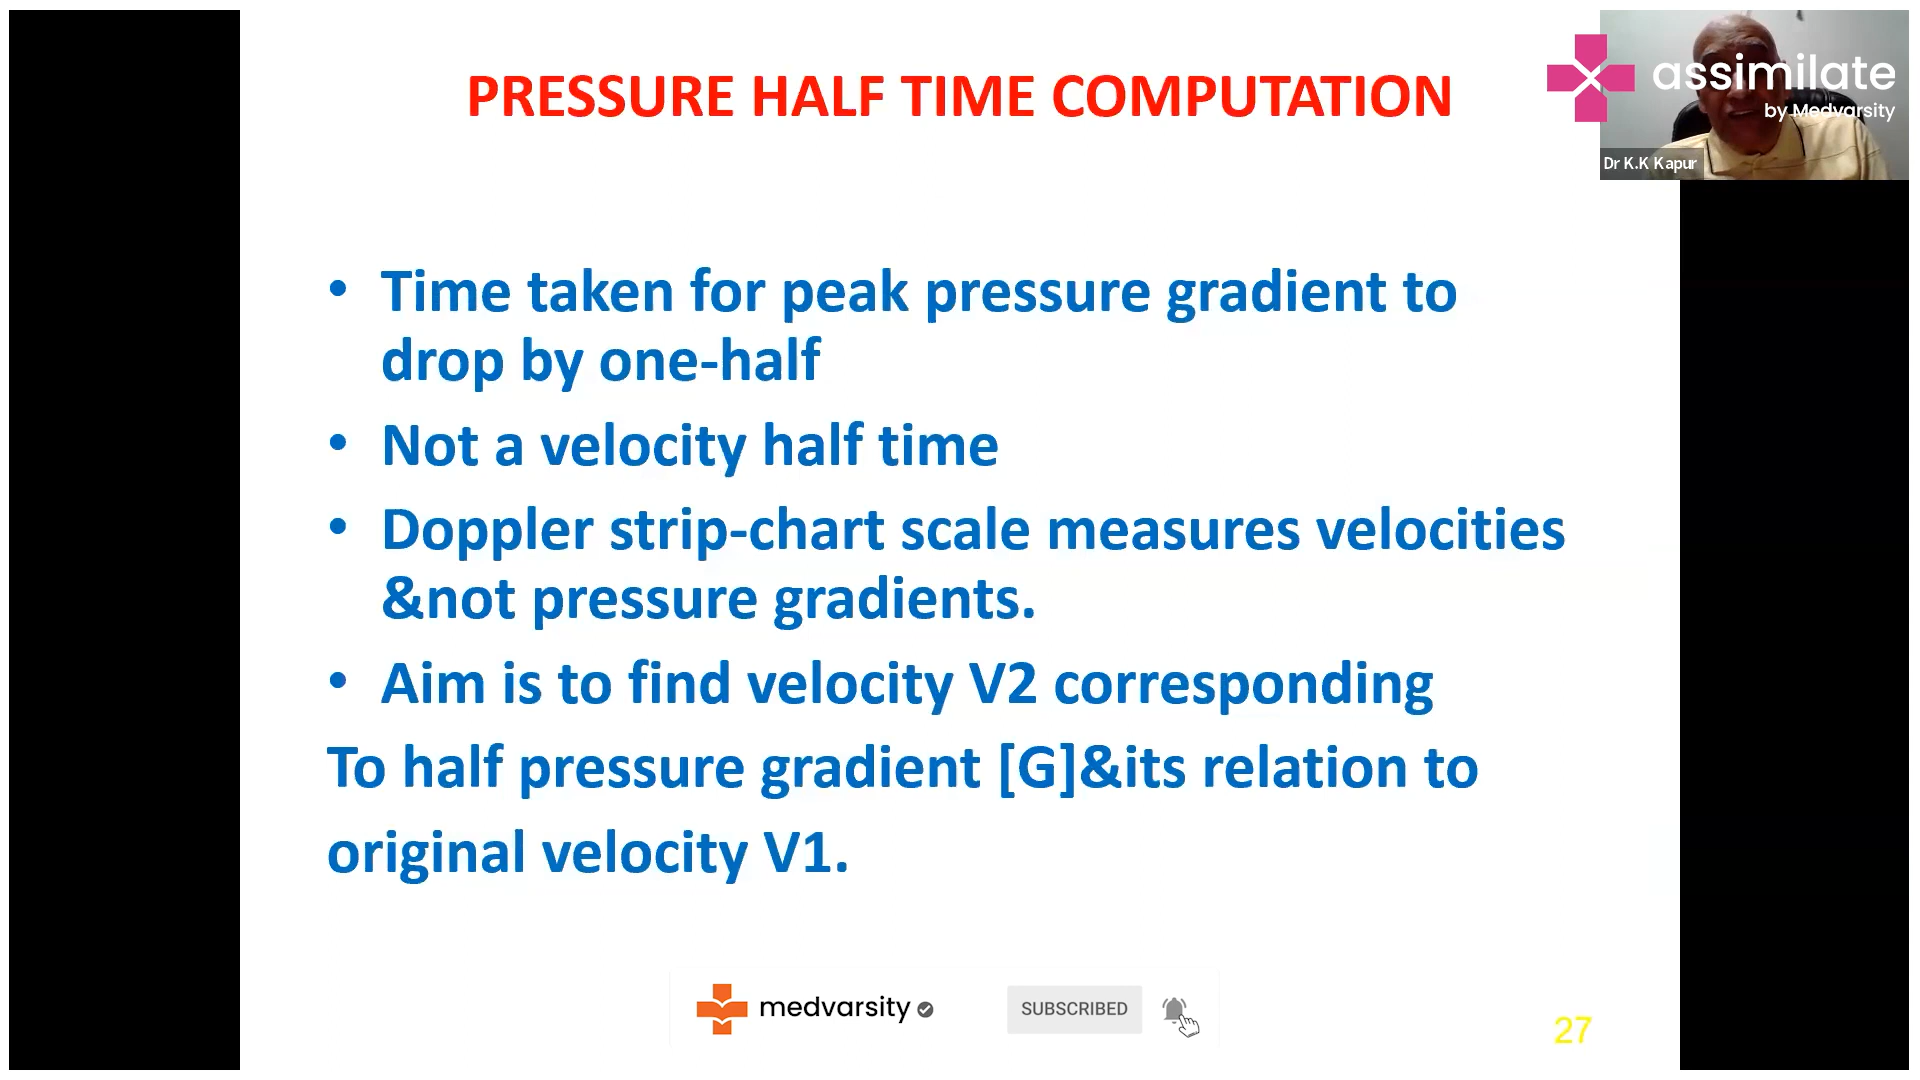 PRESSURE HALF TIME COMPUTATION
assimilate
by Medvarsity
Dr K.K Kapur
• Time taken for peak pressure gradient to
drop by one-half
• Not a velocity half time
• Doppler strip-chart scale measures velocities
&not pressure gradients.
• Aim is to find velocity V2 corresponding
To half pressure gradient [G]&its relation to
original velocity V1.
medvarsity
SUBSCRIBED
27